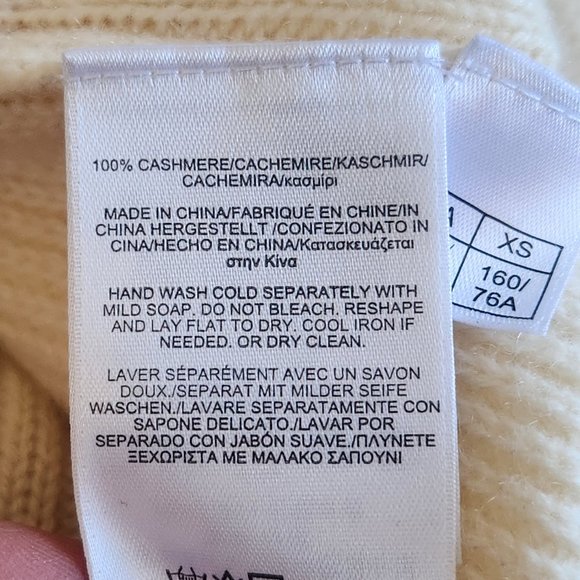 100% CASHMERE/CACHEMIRE/KASCHMIR/
CACHEMIRA/κασμίρι
MADE IN CHINA/FABRIQUÉ EN CHINE/IN
CHINA HERGESTELLT /CONFEZIONATO IN
CINA/HECHO EN CHINA/Κατασκευάζεται
στην Κίνα
HAND WASH COLD SEPARATELY WITH
MILD SOAP. DO NOT BLEACH. RESHAPE
AND LAY FLAT TO DRY. COOL IRON IF
NEEDED. OR DRY CLEAN.
LAVER SÉPARÉMENT AVEC UN SAVON
DOUX./SEPARAT MIT MILDER SEIFE
WASCHEN./LAVARE SEPARATAMENTE CON
SAPONE DELICATO./LAVAR POR
SEPARADO CON JABÓN SUAVE./ΠΛΥΝΕΤΕ
ΞΕΧΩΡΙΣΤΑ ΜΕ ΜΑΛΑΚΟ ΣΑΠΟΥΝΙ
XS
160/
76A